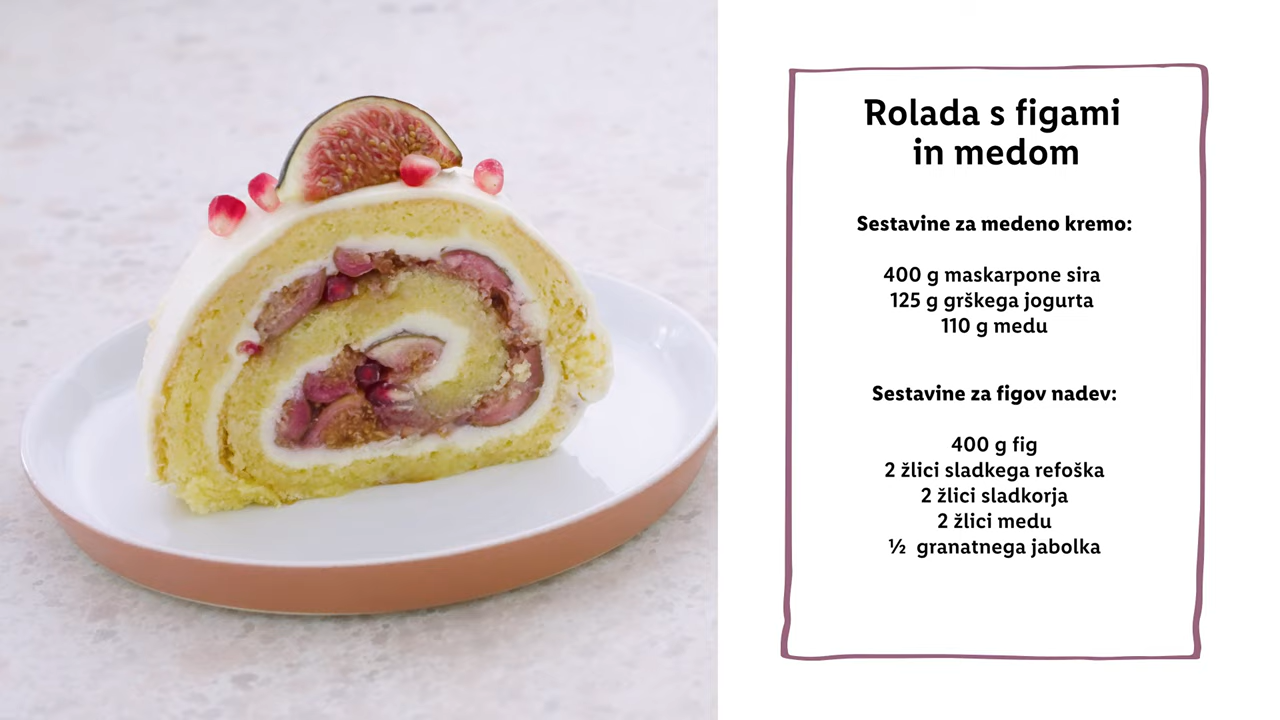 Rolada s figami
in medom
Sestavine za medeno kremo:
400 g maskarpone sira
125 g grškega jogurta
110 g medu
Sestavine za figov nadev:
400 g fig
2 žlici sladkega refoška
2 žlici sladkorja
2 žlici medu
½ granatnega jabolka